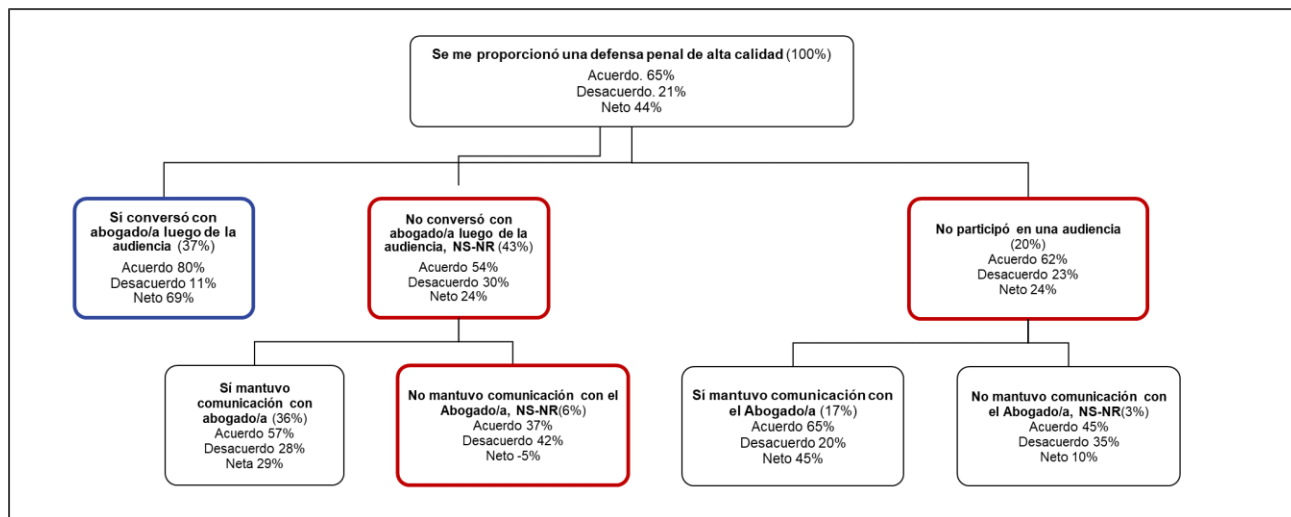 Se me proporcionó una defensa penal de alta calidad (100%)
Acuerdo. 65%
Desacuerdo. 21%
Neto 44%
Sí conversó con
abogado/a luego de la
audiencia (37%)
Acuerdo 80%
Desacuerdo 11%
Neto 69%
No conversó con
abogado/a luego de la
audiencia, NS-NR (43%)
Acuerdo 54%
Desacuerdo 30%
Neto 24%
No participó en una audiencia
(20%)
Acuerdo 62%
Desacuerdo 23%
Neto 24%
Sí mantuvo
comunicación con
abogado/a (36%)
Acuerdo 57%
Desacuerdo 28%
Neta 29%
No mantuvo comunicación con el
Abogado/a, NS-NR(6%)
Acuerdo 37%
Desacuerdo 42%
Neto -5%
Sí mantuvo comunicación con
el Abogado/a (17%)
Acuerdo 65%
Desacuerdo 20%
Neto 45%
No mantuvo comunicación con
el Abogado/a, NS-NR(3%)
Acuerdo 45%
Desacuerdo 35%
Neto 10%